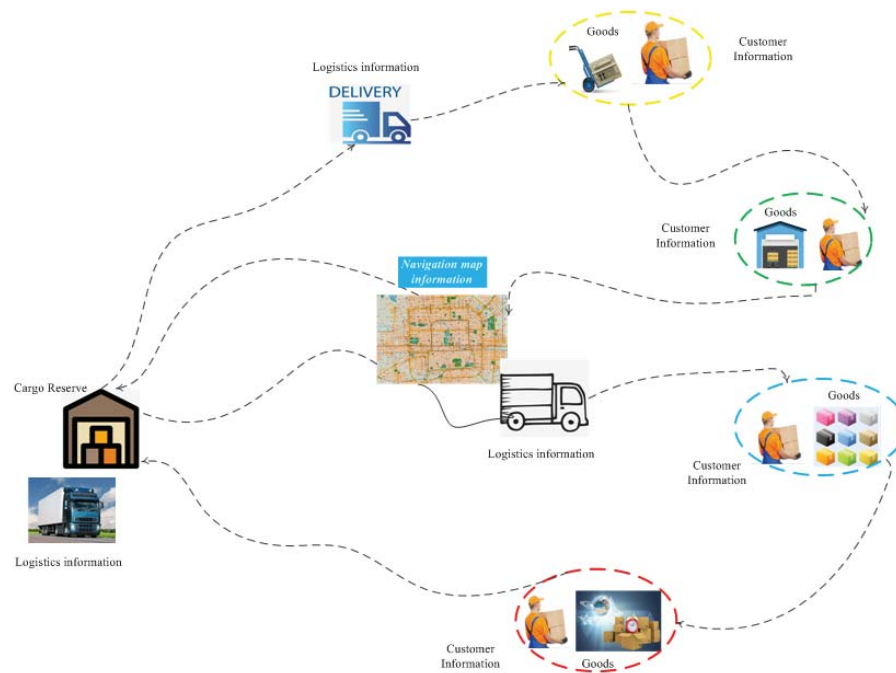 Goods
Customer
Information
Logistics information
DELIVERY
Goods
Customer
Information
Navigation map
information
Cargo Reserve
Goods
Logistics information
Customer
Information
Logistics information
Customer
Information
Goods